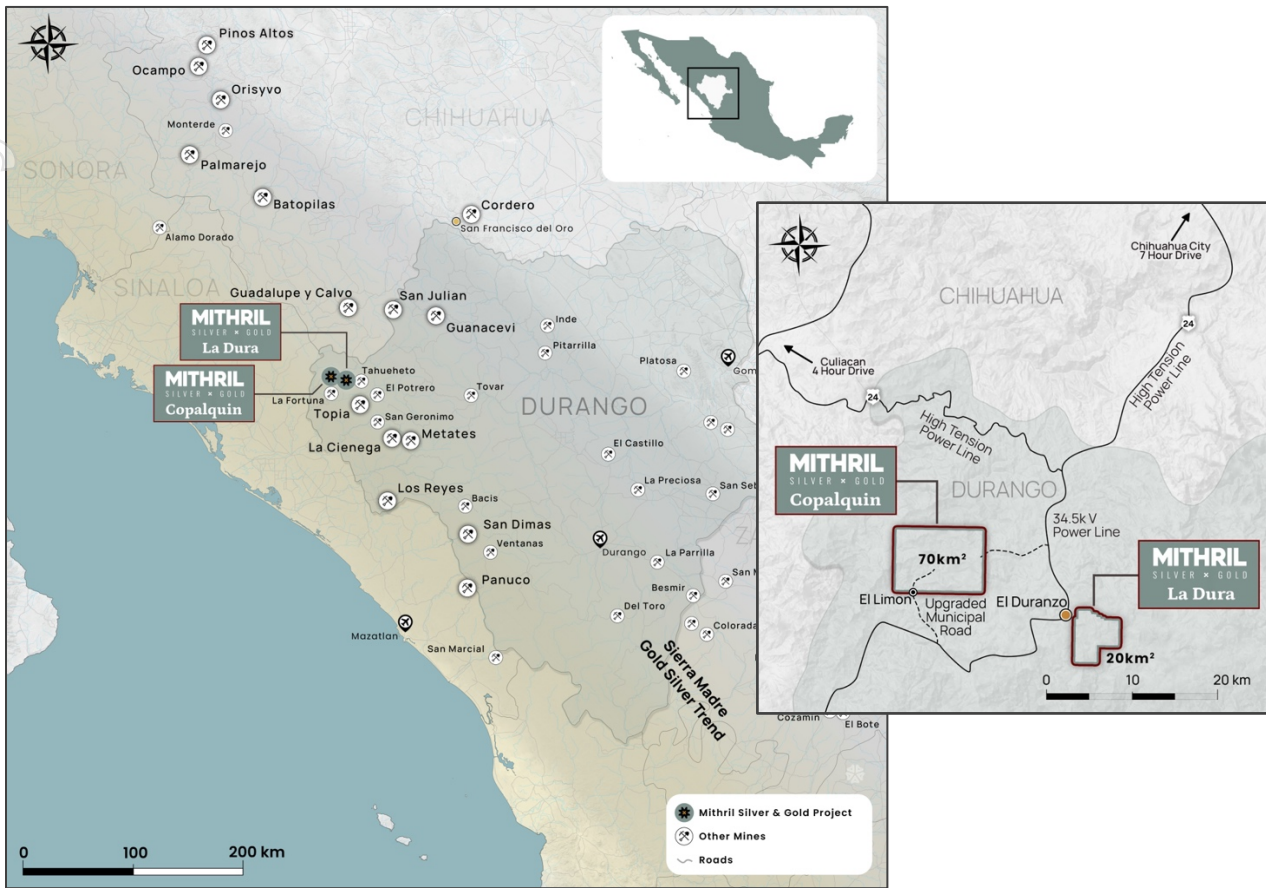 Pinos Altos
Ocampo
Orisyvo
Monterde
CHIHUAHUA
SONORA
Palmarejo
Batopilas
Cordero
San Francisco del Oro
Alamo Dorado
SINALOA
Guadalupe y Calvo
San Julian
Guanacevi
MITHRIL
SILVER × GOLD
La Dura
Inde
Pitarrilla
Platosa
Tahueheto
MITHRIL
SILVER × GOLD
Copalquin
La Fortuna
El Potrero
Tovar
Topia
San Geronimo
DURANGO
La Cienega
Metates
El Castillo
Los Reyes
Bacis
La Preciosa
San Dimas
Ventanas
Durango
La Parrilla
Panuco
Besmir
Del Toro
Colorada
Mazatlan
San Marcial
Sierra Madre
Gold Silver Trend
Cozamin
El Bote
Mithril Silver & Gold Project
Other Mines
Roads
0 100 200 km
Chihuahua City
7 Hour Drive
CHIHUAHUA
24
Culiacan
4 Hour Drive
24
High Tension
Power Line
High Tension
Power Line
MITHRIL
SILVER × GOLD
Copalquin
DURANGO
34.5k V
Power Line
70km²
MITHRIL
SILVER × GOLD
La Dura
El Limon
Upgraded
Municipal
Road
El Duranzo
20km²
0 10 20 km